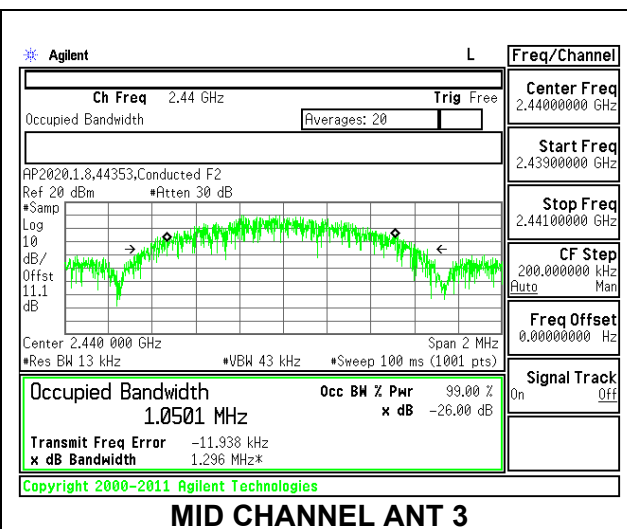 Agilent L
Ch Freq 2.44 GHz Trig Free
Occupied Bandwidth Averages: 20
AP2020.1.8,44353,Conducted F2
Ref 20 dBm #Atten 30 dB
#Samp
Log
10
dB/
Offst
11.1
dB
Center 2.440 000 GHz Span 2 MHz
#Res BW 13 kHz #VBW 43 kHz #Sweep 100 ms (1001 pts)
Occupied Bandwidth Occ BW % Pwr 99.00 %
1.0501 MHz x dB -26.00 dB
Transmit Freq Error -11.938 kHz
x dB Bandwidth 1.296 MHz*
Copyright 2000-2011 Agilent Technologies
Freq/Channel
Center Freq
2.44000000 GHz
Start Freq
2.43900000 GHz
Stop Freq
2.44100000 GHz
CF Step
200.000000 kHz
Auto Man
Freq Offset
0.00000000 Hz
Signal Track
On Off
MID CHANNEL ANT 3